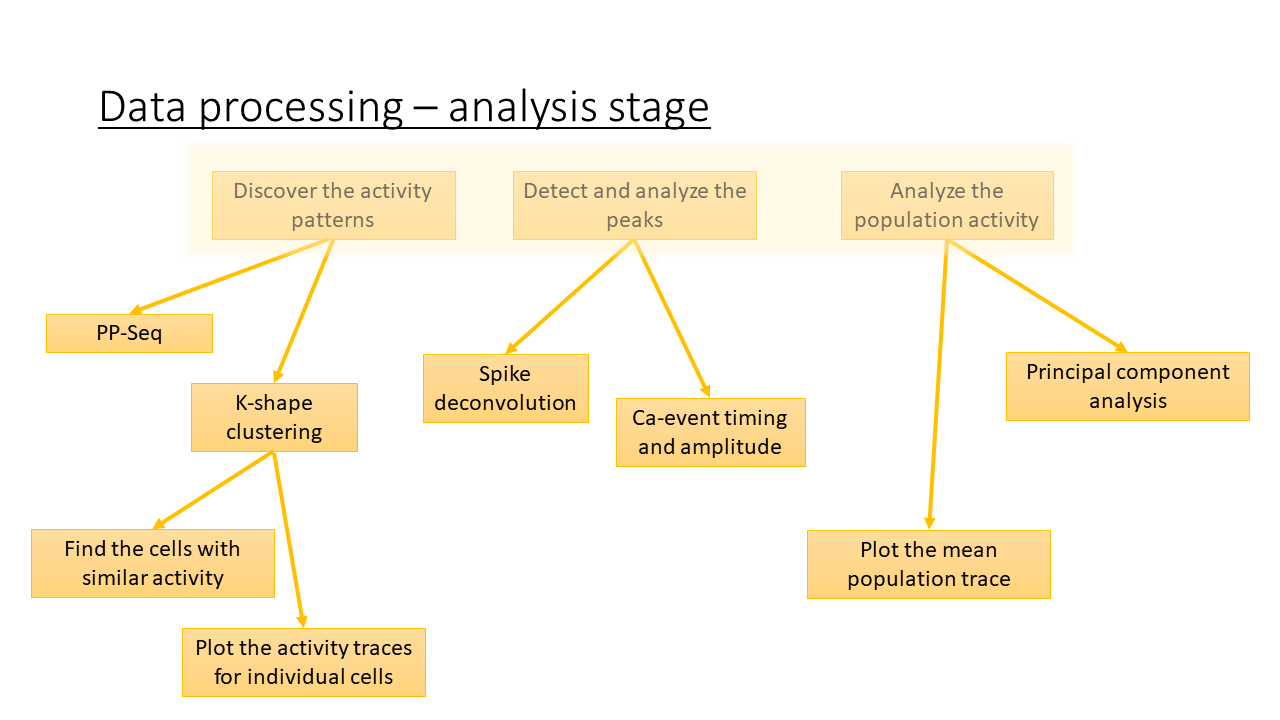 Data processing – analysis stage
Discover the activity
patterns
Detect and analyze the
peaks
Analyze the
population activity
PP-Seq
K-shape
clustering
Spike
deconvolution
Ca-event timing
and amplitude
Principal component
analysis
Find the cells with
similar activity
Plot the mean
population trace
Plot the activity traces
for individual cells